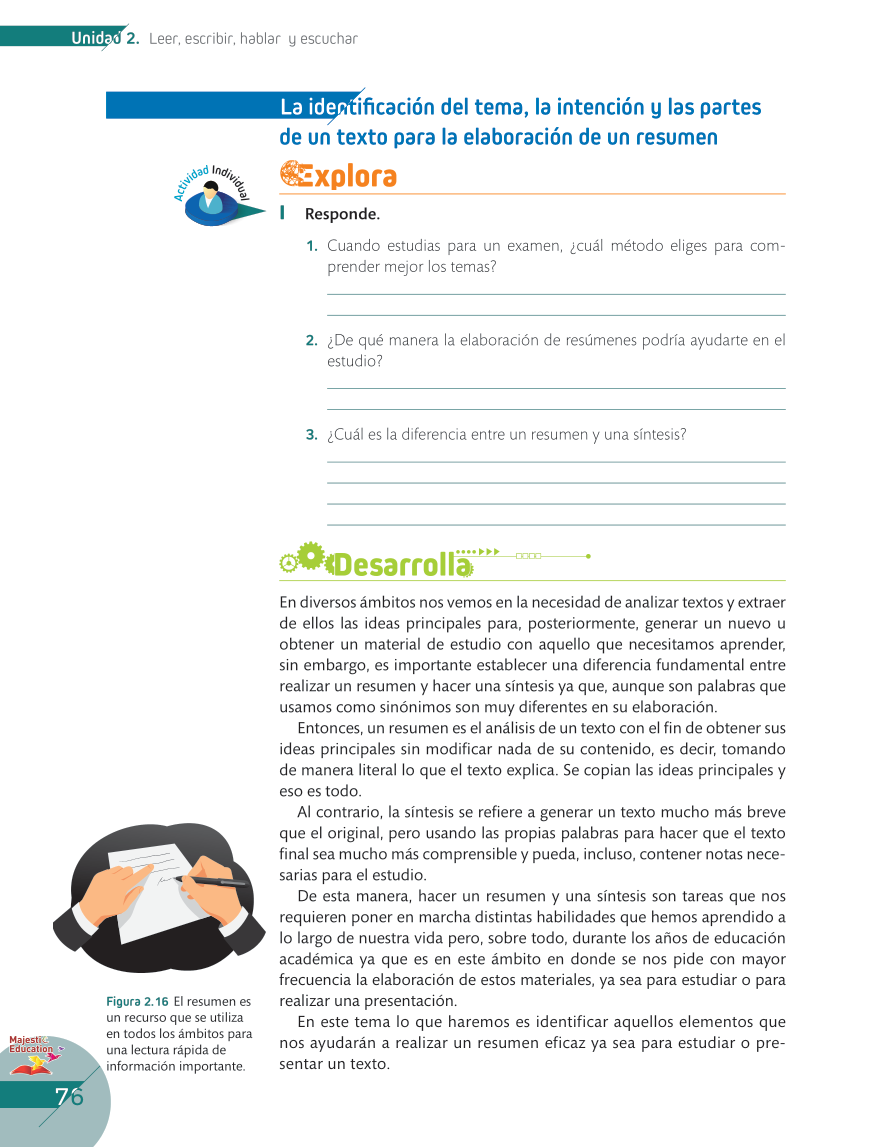 Unidad 2. Leer, escribir, hablar y escuchar
La identificación del tema, la intención y las partes
de un texto para la elaboración de un resumen
Actividad Individual
Explora
I Responde.
1. Cuando estudias para un examen, ¿cuál método eliges para com-
prender mejor los temas?
2. ¿De qué manera la elaboración de resúmenes podría ayudarte en el
estudio?
3. ¿Cuál es la diferencia entre un resumen y una síntesis?
Desarrolla
En diversos ámbitos nos vemos en la necesidad de analizar textos y extraer
de ellos las ideas principales para, posteriormente, generar un nuevo u
obtener un material de estudio con aquello que necesitamos aprender,
sin embargo, es importante establecer una diferencia fundamental entre
realizar un resumen y hacer una síntesis ya que, aunque son palabras que
usamos como sinónimos son muy diferentes en su elaboración.
Entonces, un resumen es el análisis de un texto con el fin de obtener sus
ideas principales sin modificar nada de su contenido, es decir, tomando
de manera literal lo que el texto explica. Se copian las ideas principales y
eso es todo.
Al contrario, la síntesis se refiere a generar un texto mucho más breve
que el original, pero usando las propias palabras para hacer que el texto
final sea mucho más comprensible y pueda, incluso, contener notas nece-
sarias para el estudio.
De esta manera, hacer un resumen y una síntesis son tareas que nos
requieren poner en marcha distintas habilidades que hemos aprendido a
lo largo de nuestra vida pero, sobre todo, durante los años de educación
académica ya que es en este ámbito en donde se nos pide con mayor
frecuencia la elaboración de estos materiales, ya sea para estudiar o para
realizar una presentación.
En este tema lo que haremos es identificar aquellos elementos que
nos ayudarán a realizar un resumen eficaz ya sea para estudiar o pre-
sentar un texto.
Figura 2.16 El resumen es
un recurso que se utiliza
en todos los ámbitos para
una lectura rápida de
información importante.
Majestic
Education
76